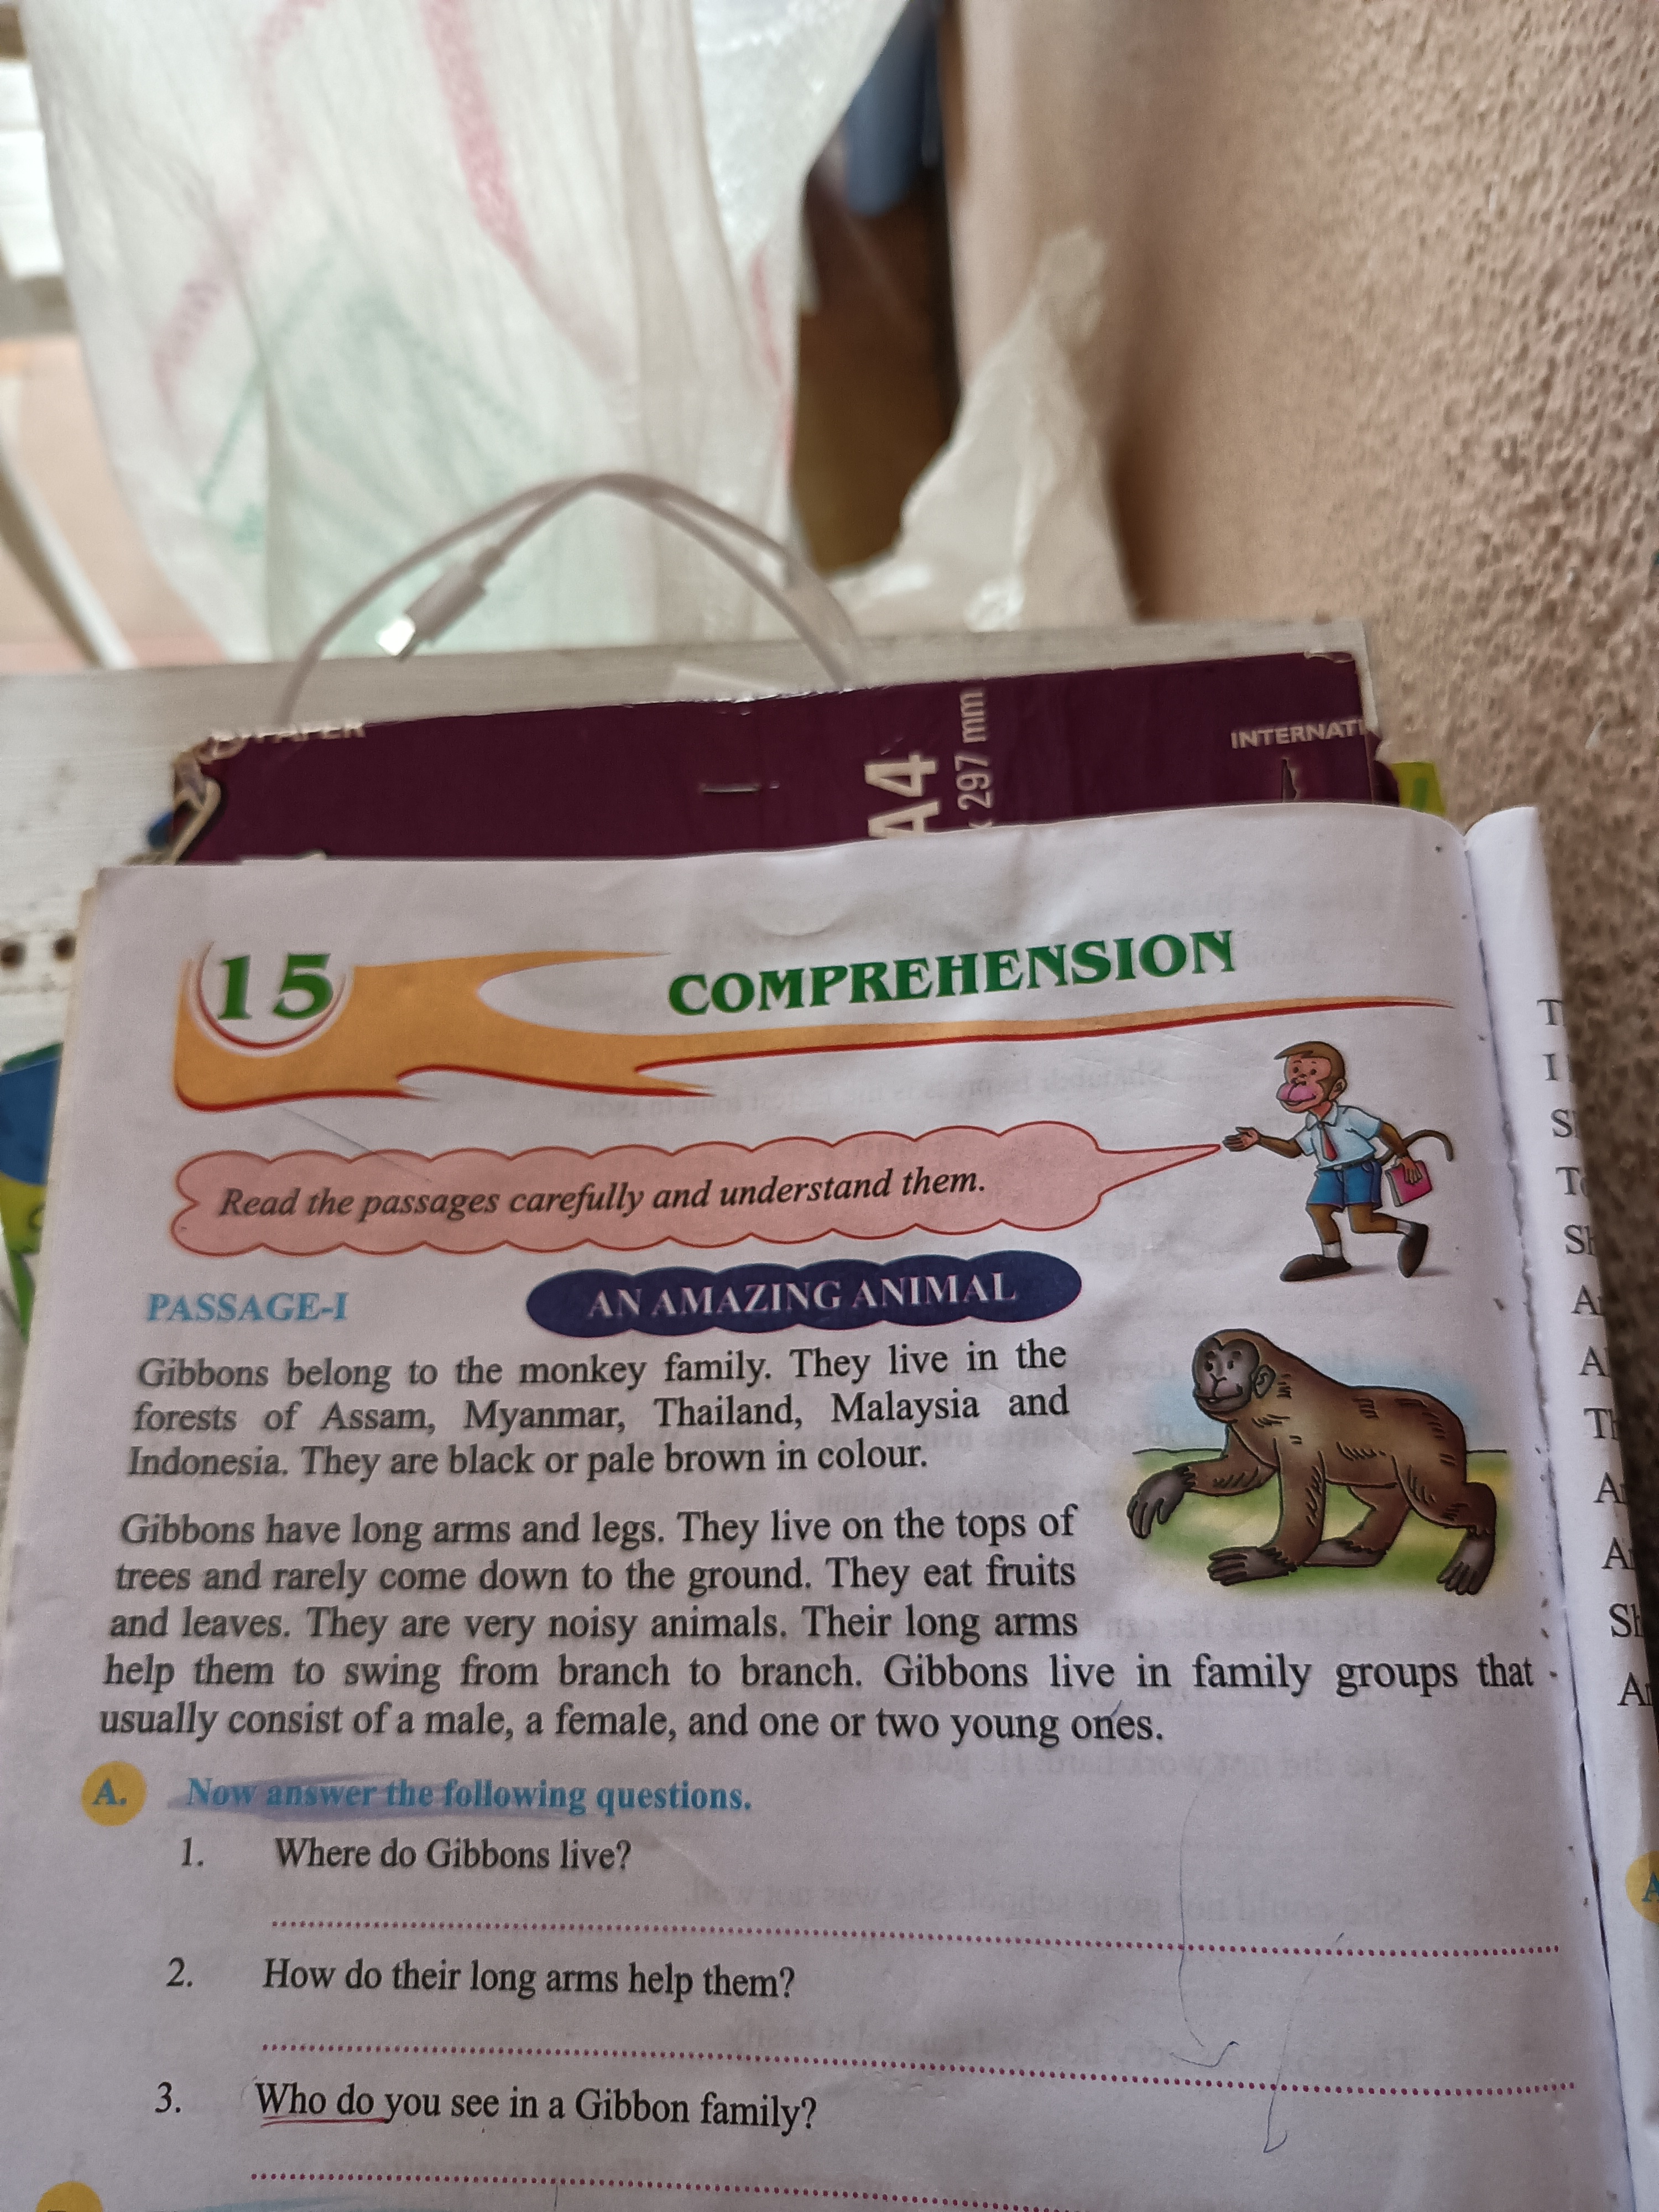 PAPER
A4
297 mm
INTERNATI
15
COMPREHENSION
Read the passages carefully and understand them.
PASSAGE-I
AN AMAZING ANIMAL
Gibbons belong to the monkey family. They live in the
forests of Assam, Myanmar, Thailand, Malaysia and
Indonesia. They are black or pale brown in colour.
Gibbons have long arms and legs. They live on the tops of
trees and rarely come down to the ground. They eat fruits
and leaves. They are very noisy animals. Their long arms
help them to swing from branch to branch. Gibbons live in family groups that
usually consist of a male, a female, and one or two young ones.
A. Now answer the following questions.
1. Where do Gibbons live?
2. How do their long arms help them?
3. Who do you see in a Gibbon family?